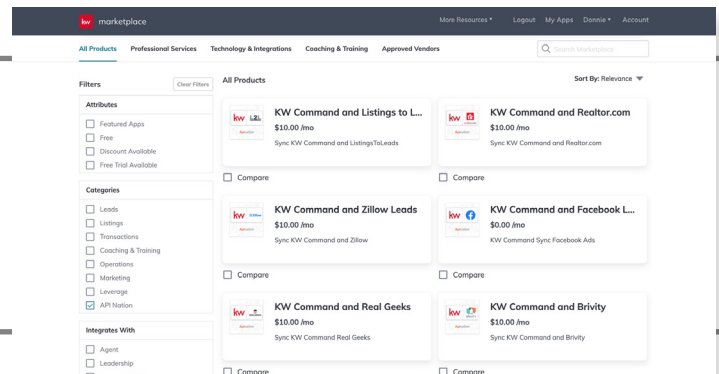 kw marketplace
More Resources Logout My Apps Donnie Account
All Products Professional Services Technology & Integrations Coaching & Training Approved Vendors
Search Marketplace
Filters
Clear Filters
Attributes
Featured Apps
Free
Discount Available
Free Trial Available
Categories
Leads
Listings
Transactions
Coaching & Training
Operations
Marketing
Leverage
API Nation
Integrates With
Agent
Leadership
All Products
Sort By: Relevance
kw
KW Command and Listings to L...
$10.00 /mo
Sync KW Command and ListingsToLeads
Compare
kw
KW Command and Realtor.com
$10.00 /mo
Sync KW Command and Realtor.com
Compare
kw
KW Command and Zillow Leads
$10.00 /mo
Sync KW Command and Zillow
Compare
kw
KW Command and Facebook L...
$0.00 /mo
KW Command Sync Facebook Ads
Compare
kw
KW Command and Real Geeks
$10.00 /mo
Sync KW Command Real Geeks
Compare
kw
KW Command and Brivity
$10.00 /mo
Sync KW Command and Brivity
Compare